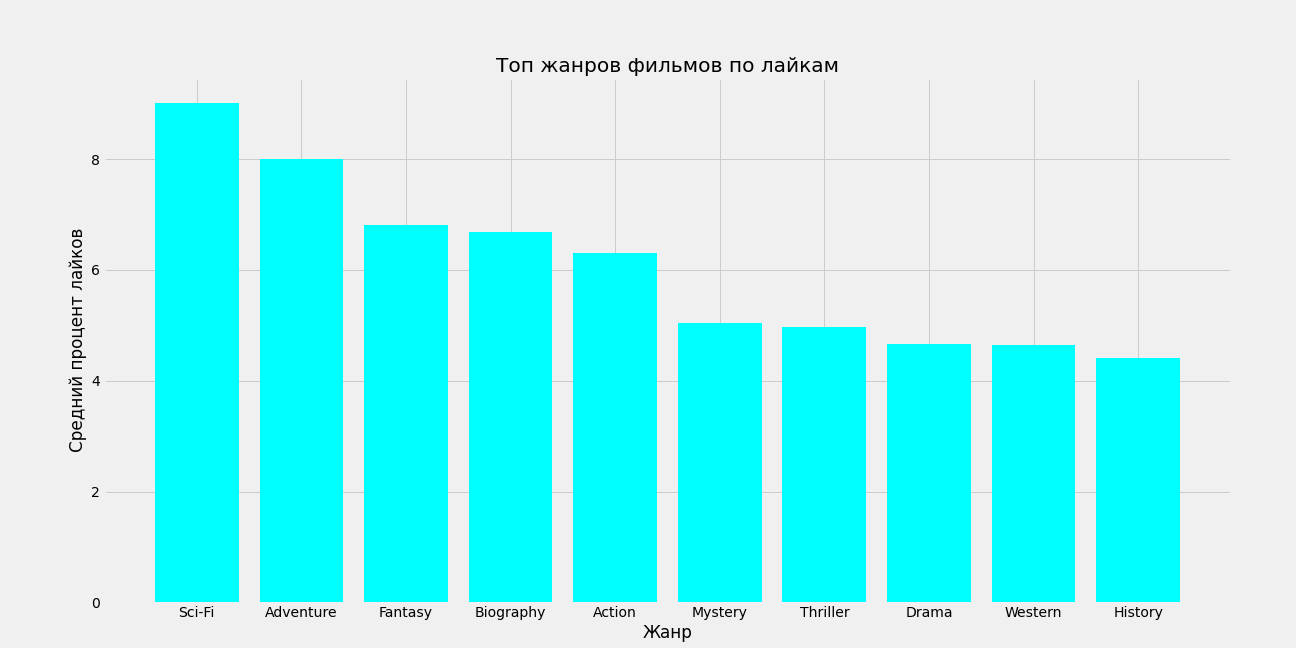 Топ жанров фильмов по лайкам
Средний процент лайков
8
6
4
2
0
Sci-Fi Adventure Fantasy Biography Action Mystery Thriller Drama Western History
Жанр